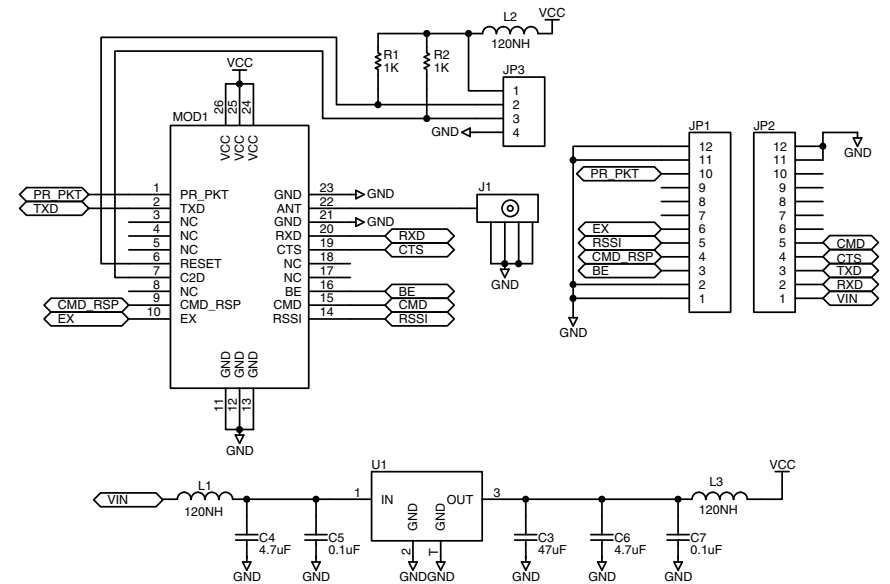 L2
VCC
120NH
R1
1K
R2
1K
JP3
1
2
3
4
GND
VCC
MOD1
26
25
24
VCC
VCC
VCC
PR_PKT
TXD
1
2
3
4
5
6
7
8
9
10
PR_PKT
TXD
NC
NC
NC
RESET
C2D
NC
CMD_RSP
EX
CMD_RSP
EX
GND
ANT
GND
RXD
CTS
NC
NC
BE
CMD
RSSI
23
22
21
20
19
18
17
16
15
14
GND
GND
RXD
CTS
BE
CMD
RSSI
GND
GND
GND
11
12
13
GND
J1
GND
JP1
12
11
10
9
8
7
6
5
4
3
2
1
PR_PKT
EX
RSSI
CMD_RSP
BE
GND
JP2
12
11
10
9
8
7
6
5
4
3
2
1
GND
CMD
CTS
TXD
RXD
VIN
VIN
L1
120NH
C4
4.7uF
GND
C5
0.1uF
GND
U1
1
IN
OUT
3
GND
GND
2
T
GND
GND
C3
47uF
GND
C6
4.7uF
GND
C7
0.1uF
GND
L3
120NH
VCC